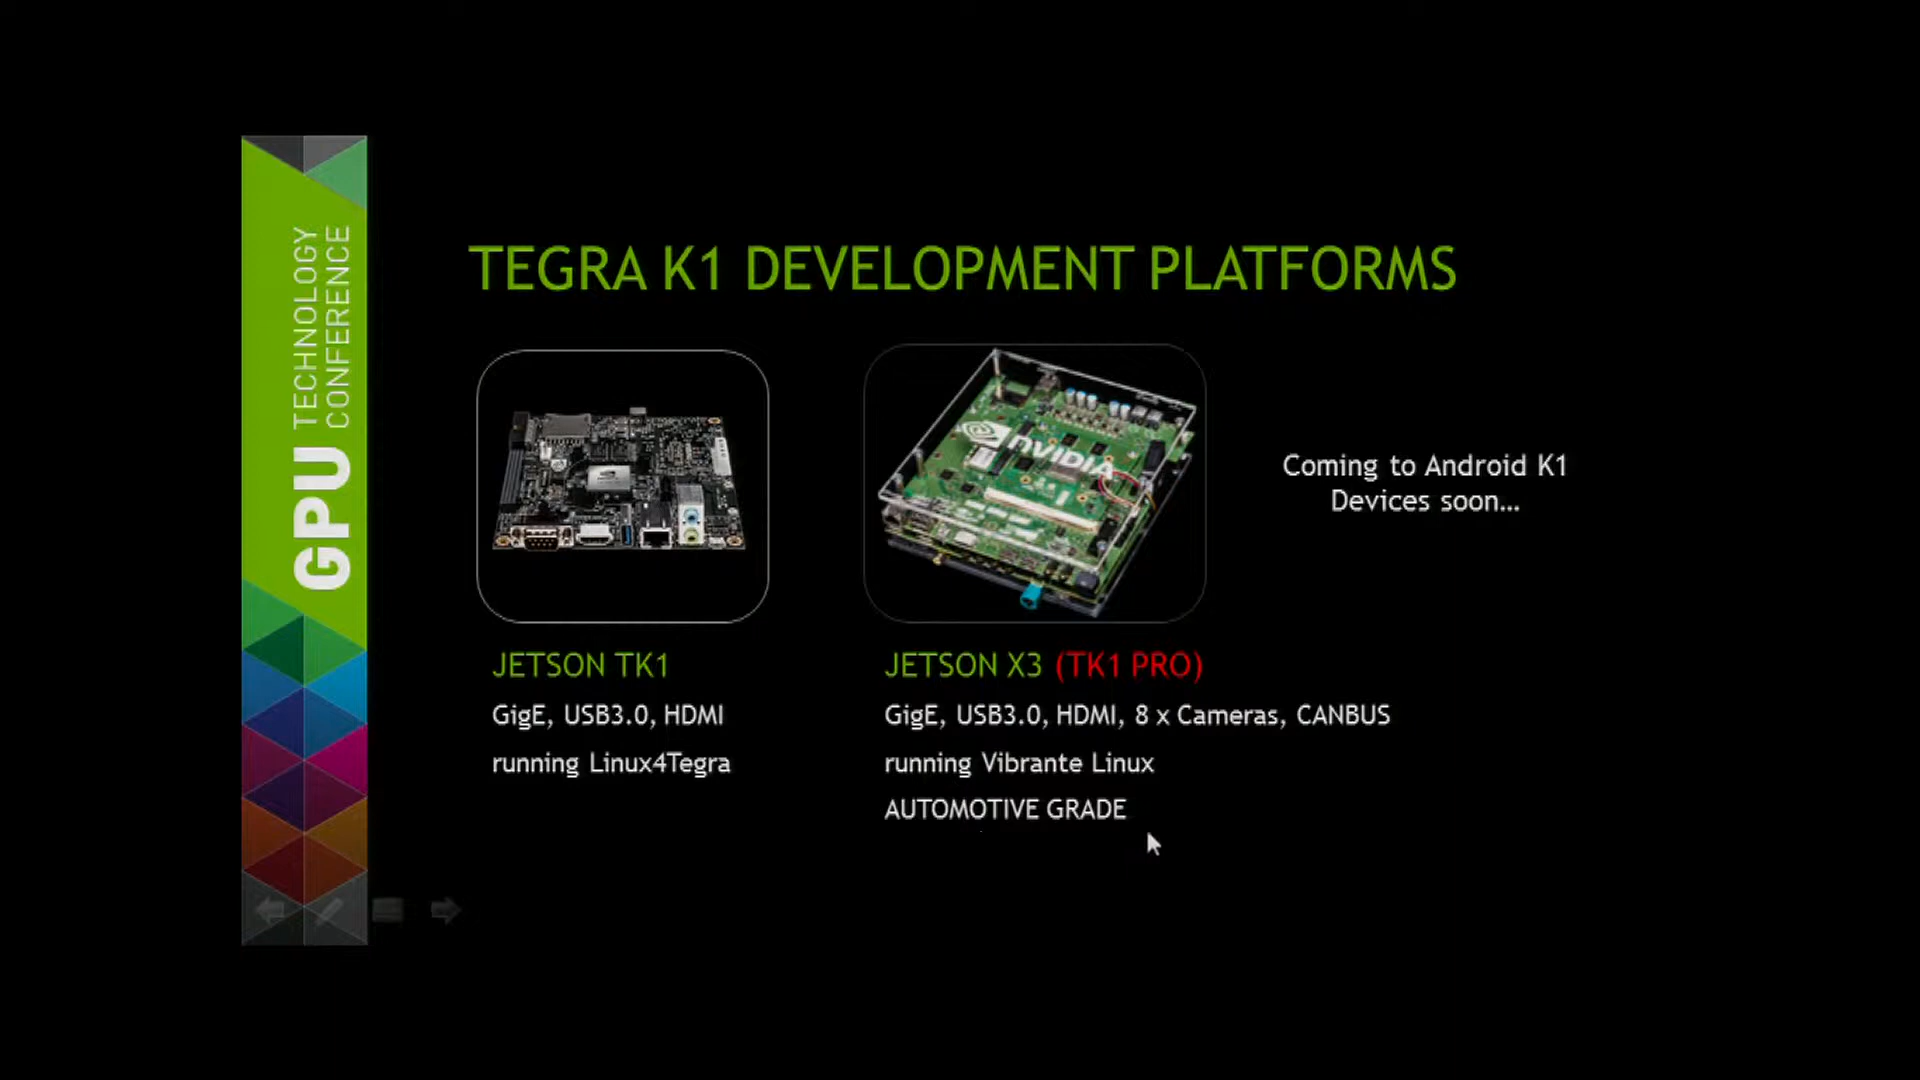 GPU TECHNOLOGY
CONFERENCE
TEGRA K1 DEVELOPMENT PLATFORMS
nVIDIA
Coming to Android K1
Devices soon...
JETSON TK1
GigE, USB3.0, HDMI
running Linux4Tegra
JETSON X3 (TK1 PRO)
GigE, USB3.0, HDMI, 8 x Cameras, CANBUS
running Vibrante Linux
AUTOMOTIVE GRADE